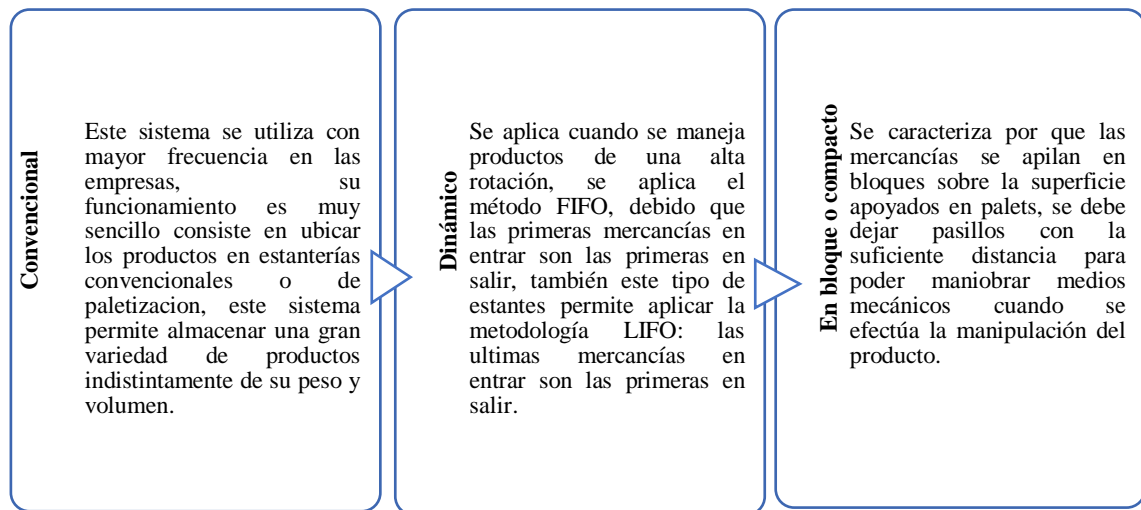 Convencional
Este sistema se utiliza con
mayor frecuencia en las
empresas, su
funcionamiento es muy
sencillo consiste en ubicar
los productos en estanterías
convencionales o de
paletizacion, este sistema
permite almacenar una gran
variedad de productos
indistintamente de su peso y
volumen.
Dinámico
Se aplica cuando se maneja
productos de una alta
rotación, se aplica el
método FIFO, debido que
las primeras mercancías en
entrar son las primeras en
salir, también este tipo de
estantes permite aplicar la
metodología LIFO: las
ultimas mercancías en
entrar son las primeras en
salir.
En bloque o compacto
Se caracteriza por que las
mercancías se apilan en
bloques sobre la superficie
apoyados en palets, se debe
dejar pasillos con la
suficiente distancia para
poder maniobrar medios
mecánicos cuando se
efectúa la manipulación del
producto.